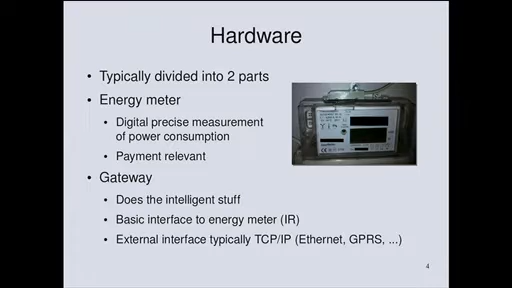 Hardware
• Typically divided into 2 parts
• Energy meter
• Digital precise measurement
of power consumption
• Payment relevant
• Gateway
• Does the intelligent stuff
• Basic interface to energy meter (IR)
• External interface typically TCP/IP (Ethernet, GPRS, ...)
4